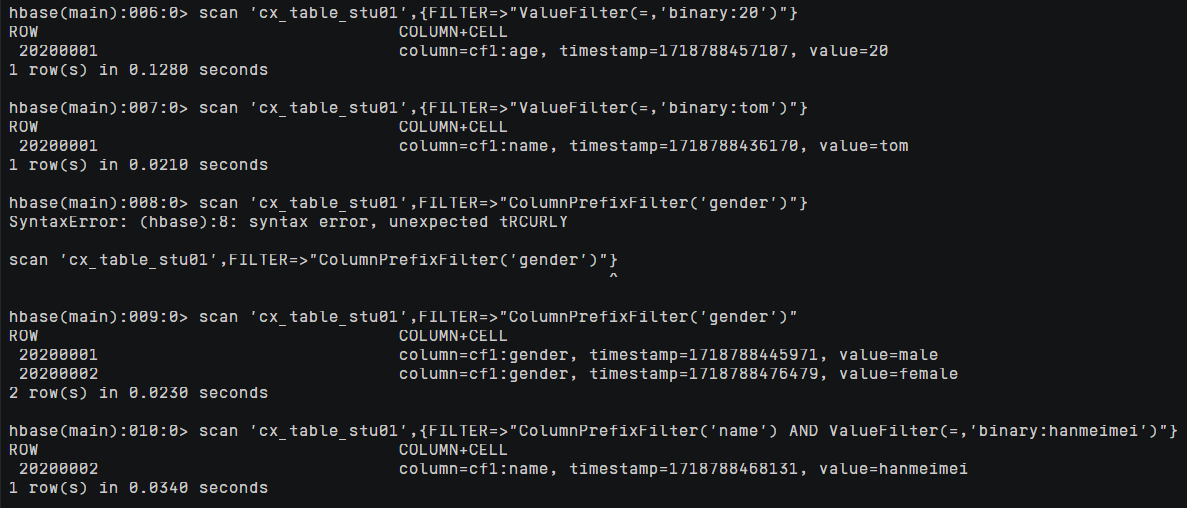 hbase(main):006:0> scan 'cx_table_stu01',{FILTER=>"ValueFilter(=,'binary:20')"}
ROW                                    COLUMN+CELL
 20200001                              column=cf1:age, timestamp=1718788457107, value=20
1 row(s) in 0.1280 seconds

hbase(main):007:0> scan 'cx_table_stu01',{FILTER=>"ValueFilter(=,'binary:tom')"}
ROW                                    COLUMN+CELL
 20200001                              column=cf1:name, timestamp=1718788436170, value=tom
1 row(s) in 0.0210 seconds

hbase(main):008:0> scan 'cx_table_stu01',FILTER=>"ColumnPrefixFilter('gender')"}
SyntaxError: (hbase):8: syntax error, unexpected tRCURLY

scan 'cx_table_stu01',FILTER=>"ColumnPrefixFilter('gender')"}
                                                            ^

hbase(main):009:0> scan 'cx_table_stu01',FILTER=>"ColumnPrefixFilter('gender')"
ROW                                    COLUMN+CELL
 20200001                              column=cf1:gender, timestamp=1718788445971, value=male
 20200002                              column=cf1:gender, timestamp=1718788476479, value=female
2 row(s) in 0.0230 seconds

hbase(main):010:0> scan 'cx_table_stu01',{FILTER=>"ColumnPrefixFilter('name') AND ValueFilter(=,'binary:hanmeimei')"}
ROW                                    COLUMN+CELL
 20200002                              column=cf1:name, timestamp=1718788468131, value=hanmeimei
1 row(s) in 0.0340 seconds